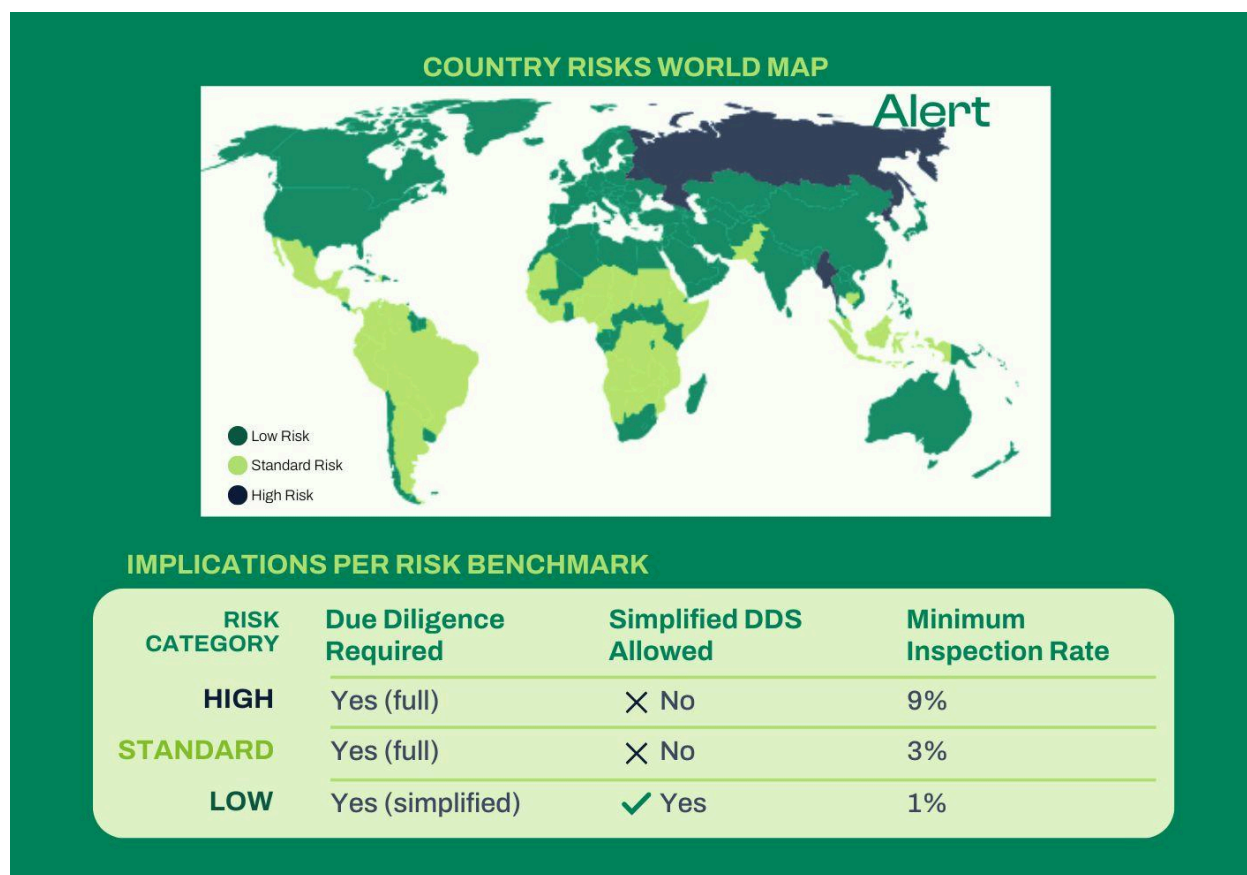 COUNTRY RISKS WORLD MAP
Alert
Low Risk
Standard Risk
High Risk
IMPLICATIONS PER RISK BENCHMARK
RISK
CATEGORY
Due Diligence
Required
Simplified DDS
Allowed
Minimum
Inspection Rate
HIGH
Yes (full)
No
9%
STANDARD
Yes (full)
No
3%
LOW
Yes (simplified)
Yes
1%